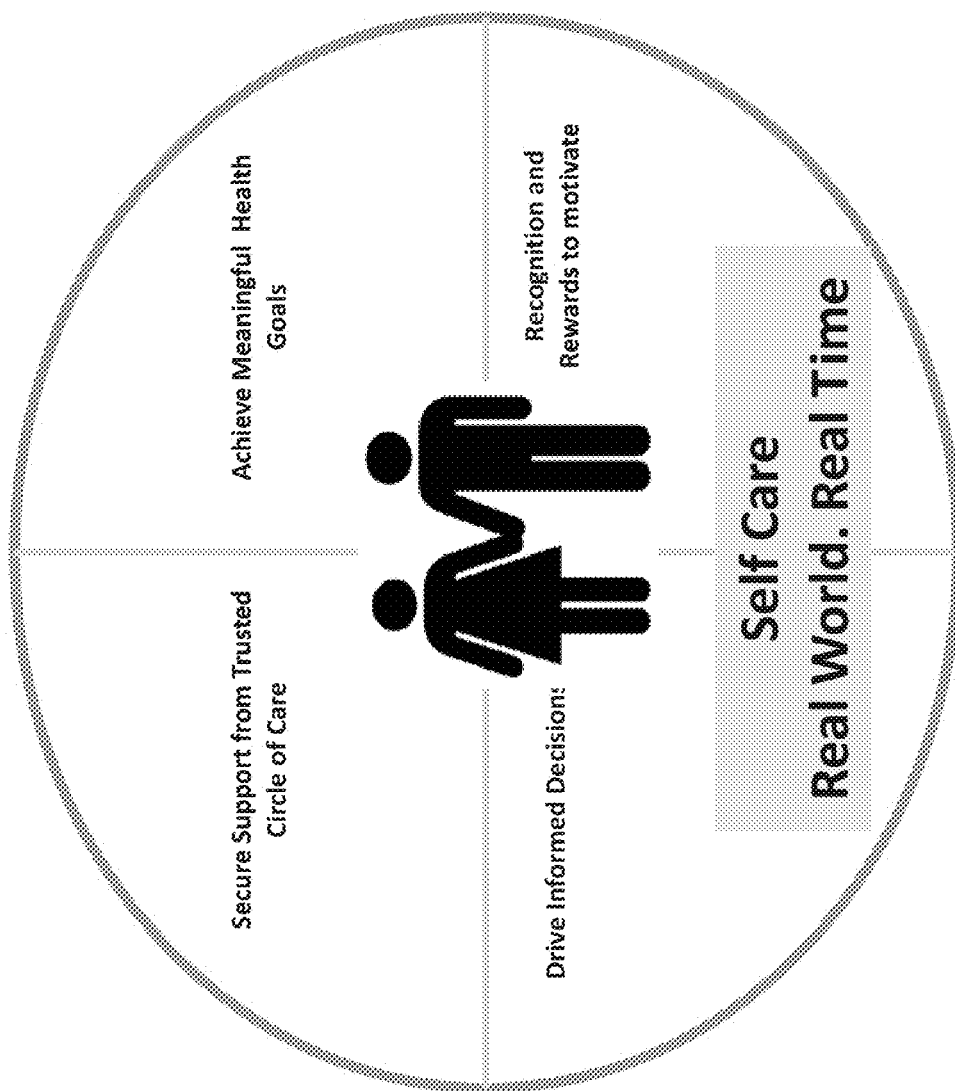 Secure Support from Trusted
Circle of Care
Achieve Meaningful Health
Goals
Drive Informed Decisions
Recognition and
Rewards to motivate
Self Care
Real World. Real Time